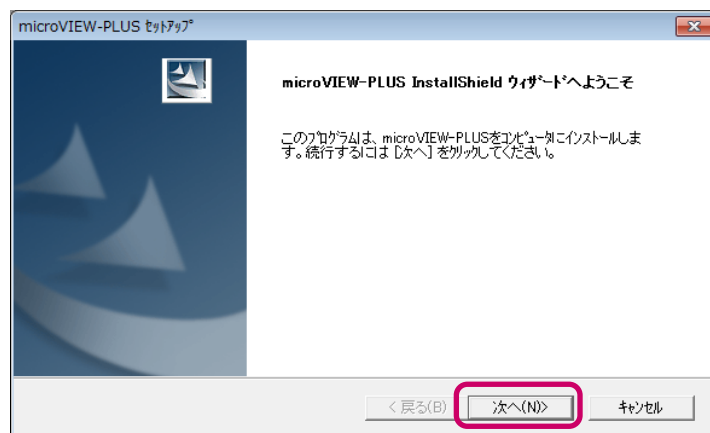 microVIEW-PLUS ｾｯﾄｱｯﾌﾟ
microVIEW-PLUS InstallShield ｳｨｻﾞｰﾄﾞへようこそ
このﾌﾟﾛｸﾞﾗﾑは、microVIEW-PLUSをｺﾝﾋﾟｭｰﾀにｲﾝｽﾄｰﾙしま
す。続行するには [次へ] をｸﾘｯｸしてください。
< 戻る(B)
次へ(N)>
ｷｬﾝｾﾙ